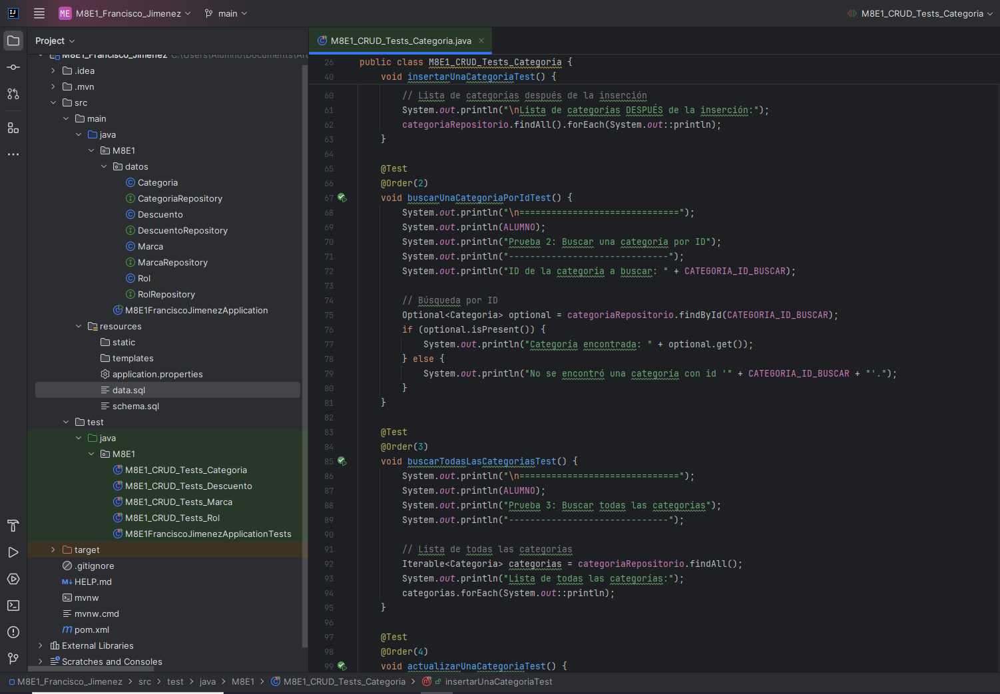 ME M8E1_Francisco_Jimenez main M8E1_CRUD_Tests_Categoria
Project
M8E1_CRUD_Tests_Categoria.java
M8E1_Francisco_Jimenez C:\Users\Alumno\Documents\Ar
.idea
.mvn
src
main
java
M8E1
datos
Categoria
CategoriaRepository
Descuento
DescuentoRepository
Marca
MarcaRepository
Rol
RolRepository
M8E1FranciscoJimenezApplication
resources
static
templates
application.properties
data.sql
schema.sql
test
java
M8E1
M8E1_CRUD_Tests_Categoria
M8E1_CRUD_Tests_Descuento
M8E1_CRUD_Tests_Marca
M8E1_CRUD_Tests_Rol
M8E1FranciscoJimenezApplicationTests
target
.gitignore
HELP.md
mvnw
mvnw.cmd
pom.xml
External Libraries
Scratches and Consoles
26 public class M8E1_CRUD_Tests_Categoria {
40 void insertarUnaCategoriaTest() {
60 // Lista de categorías después de la inserción
61 System.out.println("\nLista de categorías DESPUÉS de la inserción:");
62 categoriaRepositorio.findAll().forEach(System.out::println);
63 }
64
65 @Test
66 @Order(2)
67 void buscarUnaCategoriaPorIdTest() {
68 System.out.println("\n==============================");
69 System.out.println(ALUMNO);
70 System.out.println("Prueba 2: Buscar una categoría por ID");
71 System.out.println("------------------------------");
72 System.out.println("ID de la categoría a buscar: " + CATEGORIA_ID_BUSCAR);
73
74 // Búsqueda por ID
75 Optional<Categoria> optional = categoriaRepositorio.findById(CATEGORIA_ID_BUSCAR);
76 if (optional.isPresent()) {
77 System.out.println("Categoría encontrada: " + optional.get());
78 } else {
79 System.out.println("No se encontró una categoría con id '" + CATEGORIA_ID_BUSCAR + "'.");
80 }
81 }
82
83 @Test
84 @Order(3)
85 void buscarTodasLasCategoriasTest() {
86 System.out.println("\n==============================");
87 System.out.println(ALUMNO);
88 System.out.println("Prueba 3: Buscar todas las categorías");
89 System.out.println("------------------------------");
90
91 // Lista de todas las categorías
92 Iterable<Categoria> categorias = categoriaRepositorio.findAll();
93 System.out.println("Lista de todas las categorías:");
94 categorias.forEach(System.out::println);
95 }
96
97 @Test
98 @Order(4)
99 void actualizarUnaCategoriaTest() {
M8E1_Francisco_Jimenez > src > test > java > M8E1 > M8E1_CRUD_Tests_Categoria > insertarUnaCategoriaTest